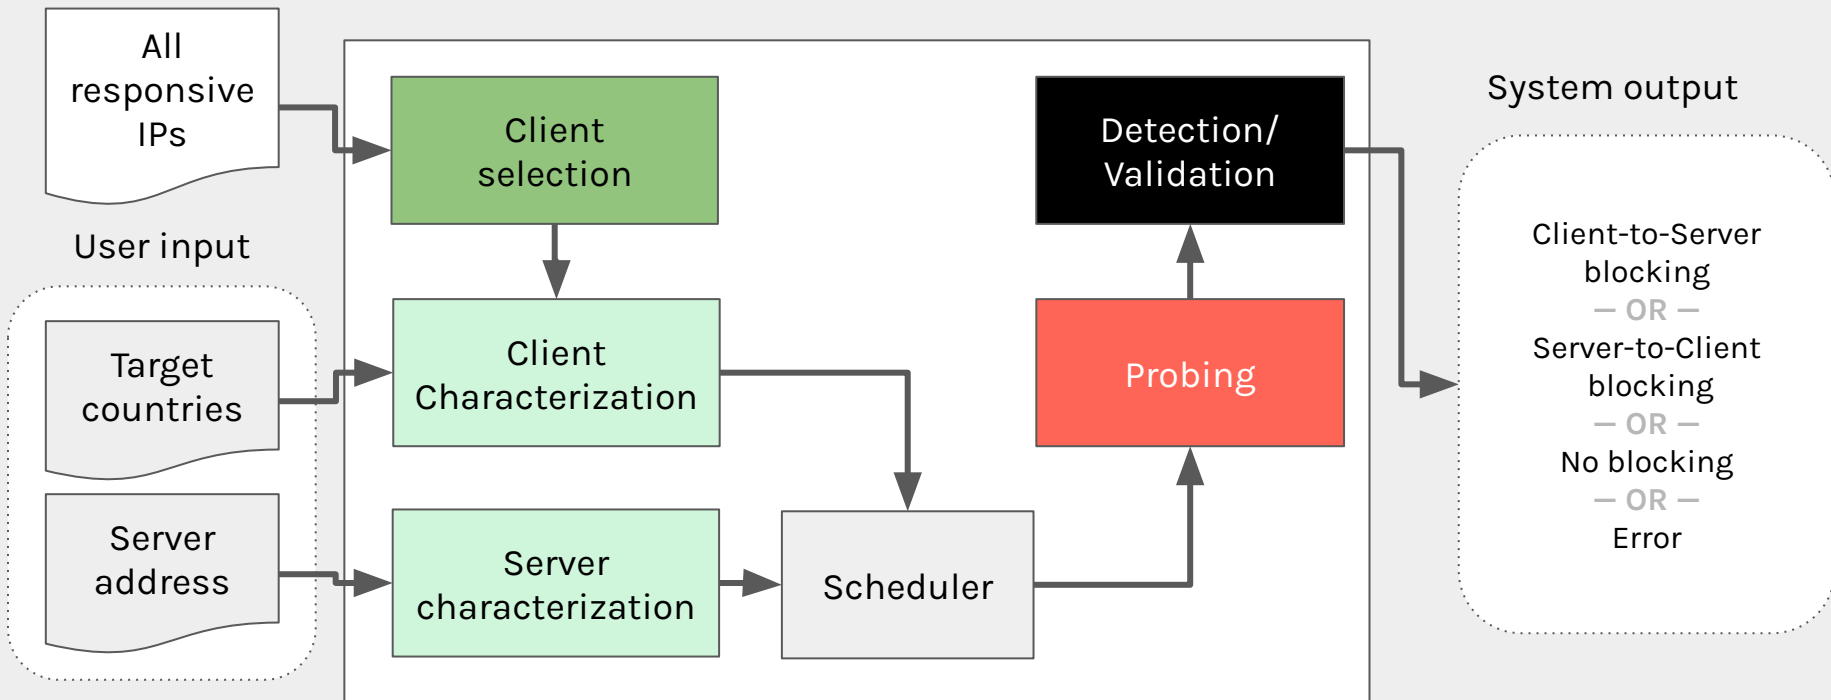 All
responsive
IPs
User input
Target
countries
Server
address
Client
selection
Client
Characterization
Server
characterization
Scheduler
Probing
Detection/
Validation
System output
Client-to-Server
blocking
— OR —
Server-to-Client
blocking
— OR —
No blocking
— OR —
Error